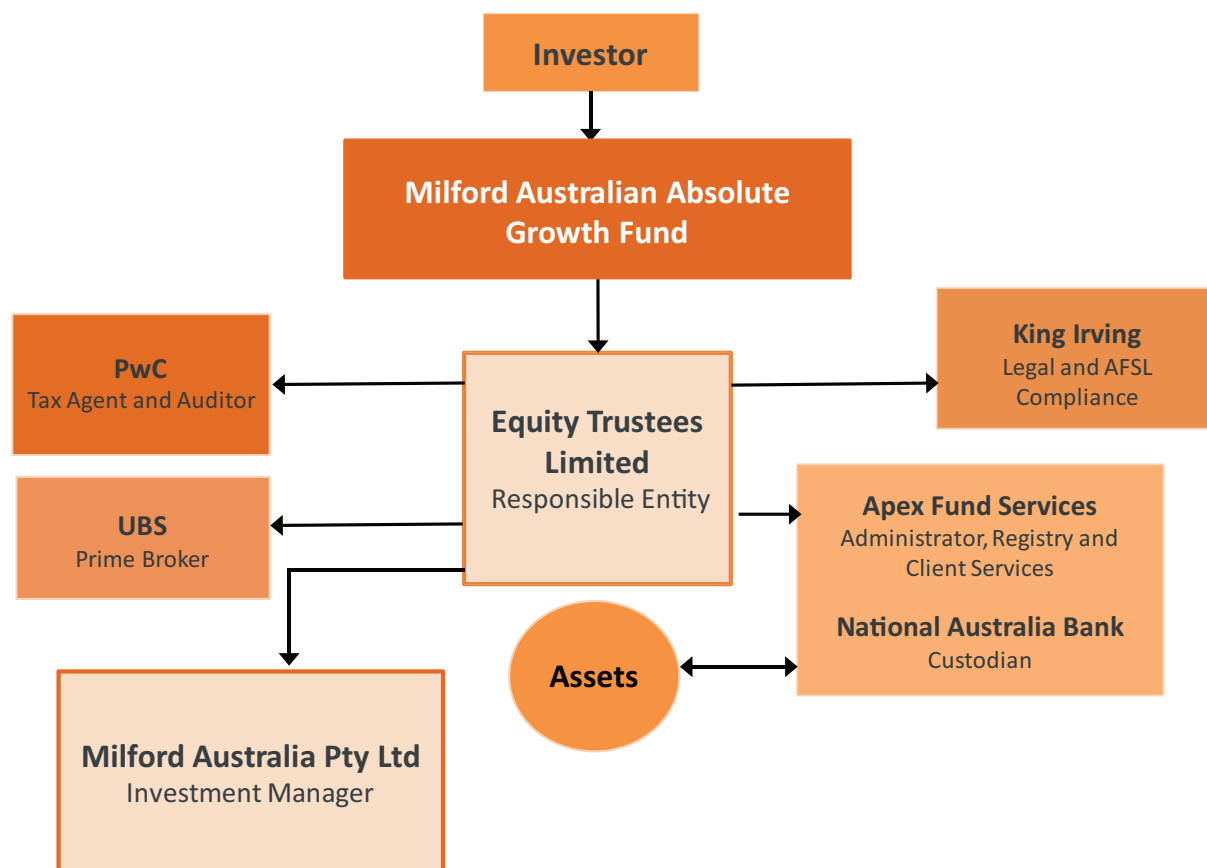 Investor
Milford Australian Absolute
Growth Fund
PwC
Tax Agent and Auditor
King Irving
Legal and AFSL
Compliance
Equity Trustees
Limited
Responsible Entity
UBS
Prime Broker
Apex Fund Services
Administrator, Registry and
Client Services
National Australia Bank
Custodian
Assets
Milford Australia Pty Ltd
Investment Manager